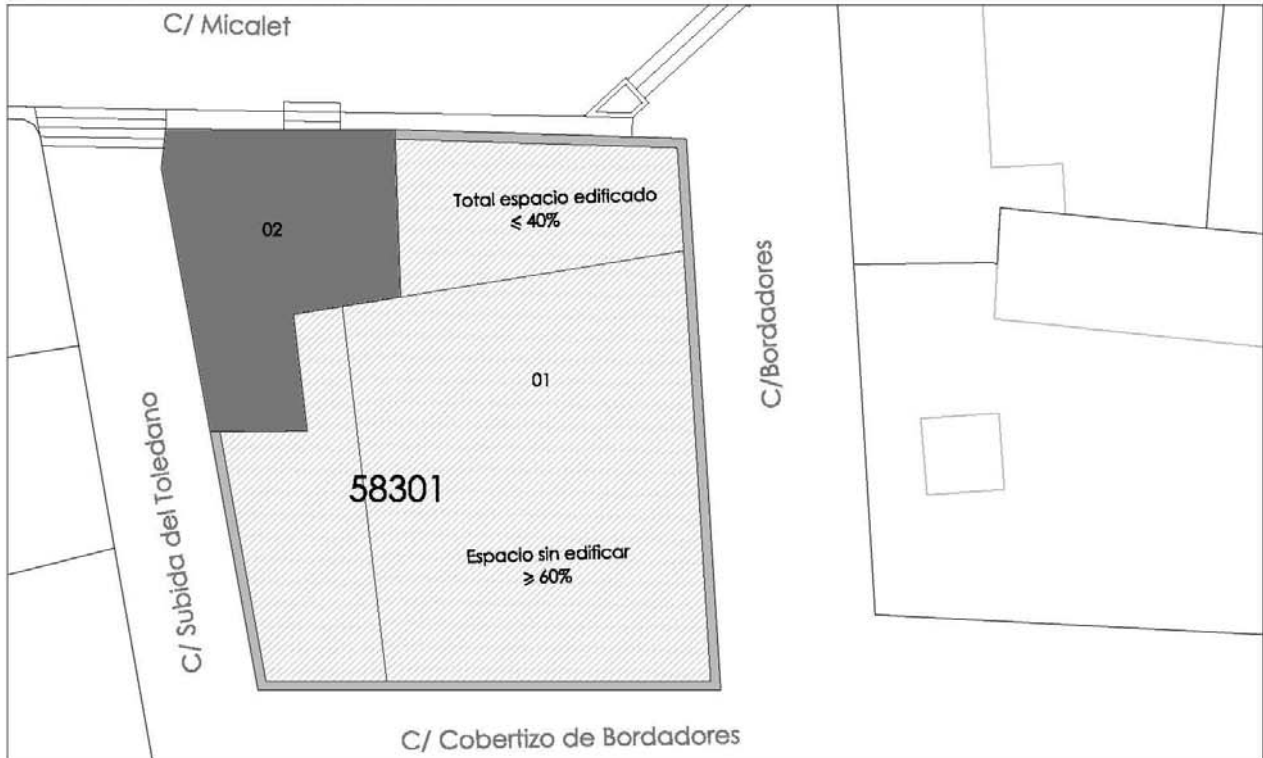 C/ Micalet
Total espacio edificado
≤ 40%
02
C/Bordadores
01
C/ Subida del Toledano
58301
Espacio sin edificar
≥ 60%
C/ Cobertizo de Bordadores